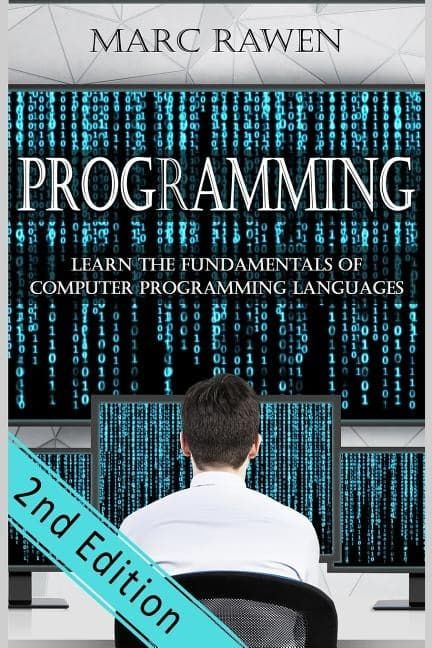 MARC RAWEN
PROGRAMMING
LEARN THE FUNDAMENTALS OF
COMPUTER PROGRAMMING LANGUAGES
2nd Edition